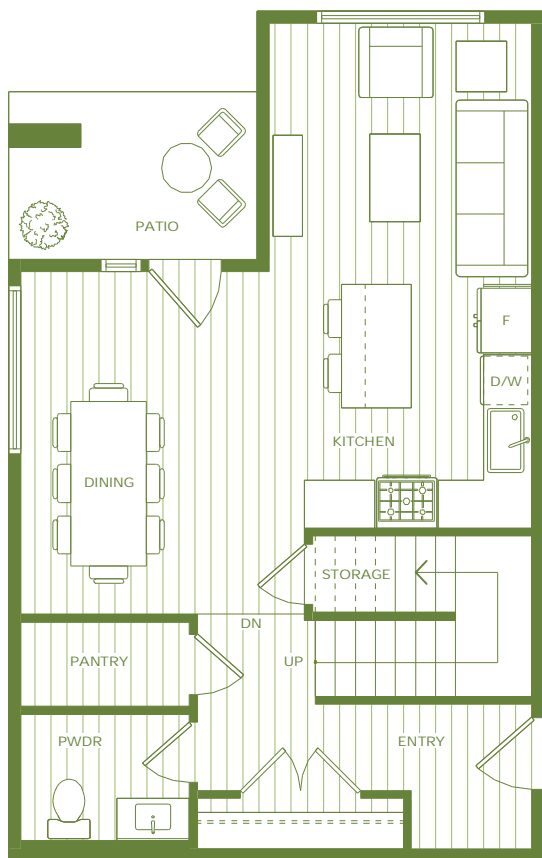 PATIO
F
D/W
KITCHEN
DINING
STORAGE
DN
UP
PANTRY
PWDR
ENTRY